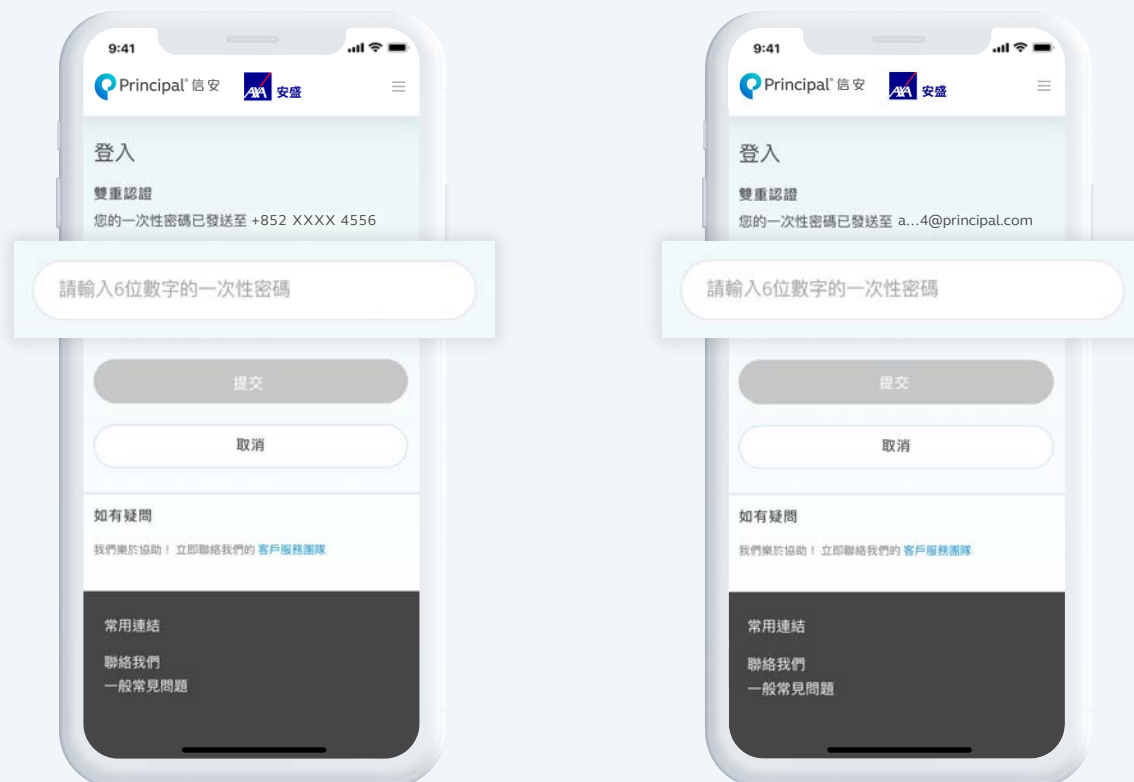 9:41
Principal® 信安 AXA 安盛
登入
雙重認證
您的一次性密碼已發送至 +852 XXXX 4556
請輸入6位數字的一次性密碼
提交
取消
如有疑問
我們樂於協助！ 立即聯絡我們的 客戶服務團隊
常用連結
聯絡我們
一般常見問題
9:41
Principal® 信安 AXA 安盛
登入
雙重認證
您的一次性密碼已發送至 a...4@principal.com
請輸入6位數字的一次性密碼
提交
取消
如有疑問
我們樂於協助！ 立即聯絡我們的 客戶服務團隊
常用連結
聯絡我們
一般常見問題